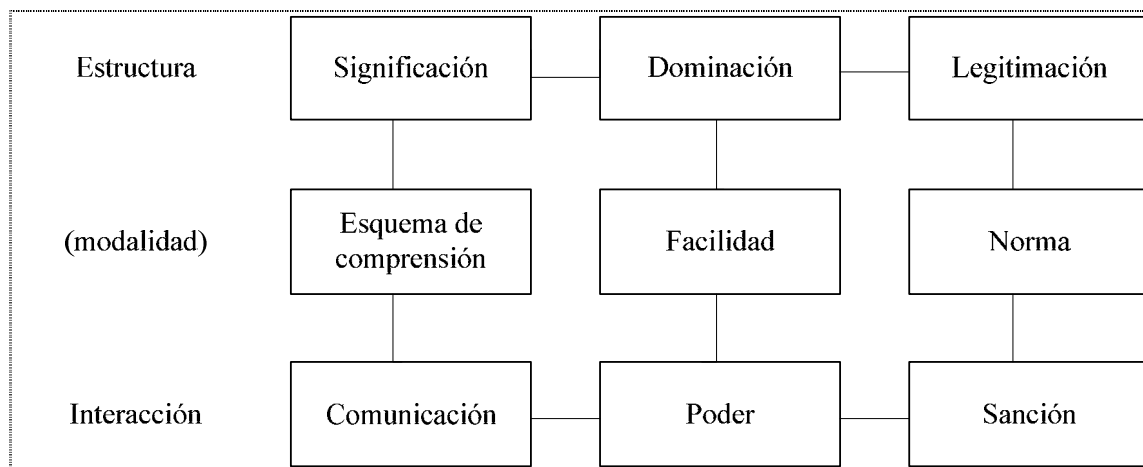 Estructura
Significación
Dominación
Legitimación
(modalidad)
Esquema de
comprensión
Facilidad
Norma
Interacción
Comunicación
Poder
Sanción